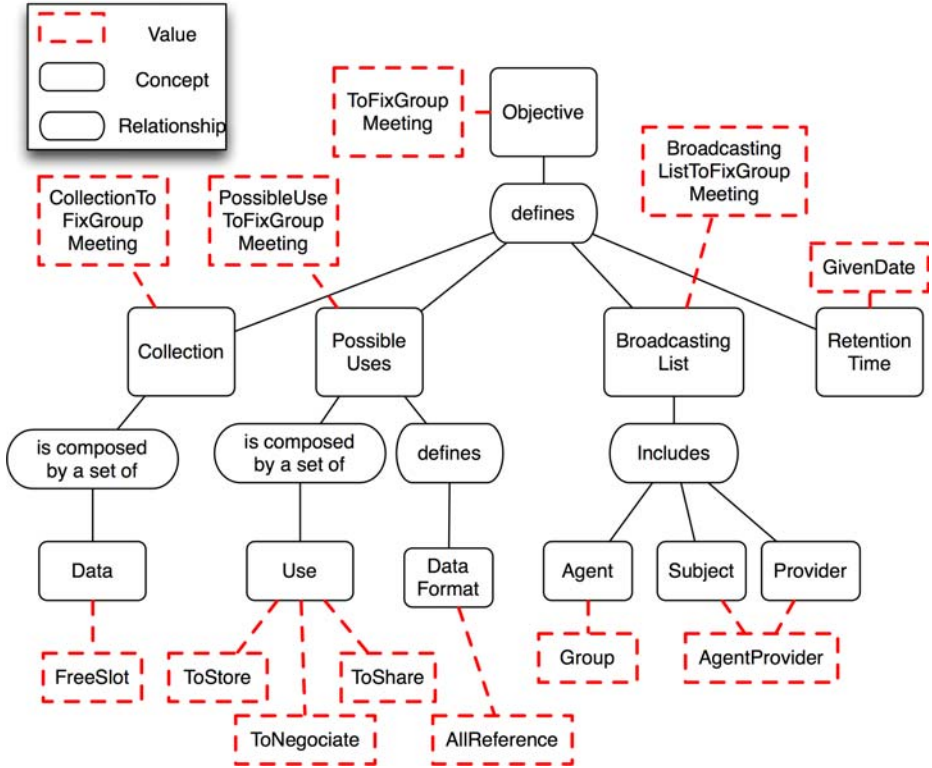 Value
Concept
Relationship
ToFixGroup
Meeting
Objective
Broadcasting
ListToFixGroup
Meeting
CollectionTo
FixGroup
Meeting
PossibleUse
ToFixGroup
Meeting
defines
GivenDate
Collection
Possible
Uses
Broadcasting
List
Retention
Time
is composed
by a set of
is composed
by a set of
defines
Includes
Data
Use
Data
Format
Agent
Subject
Provider
FreeSlot
ToStore
ToShare
Group
AgentProvider
ToNegociate
AllReference